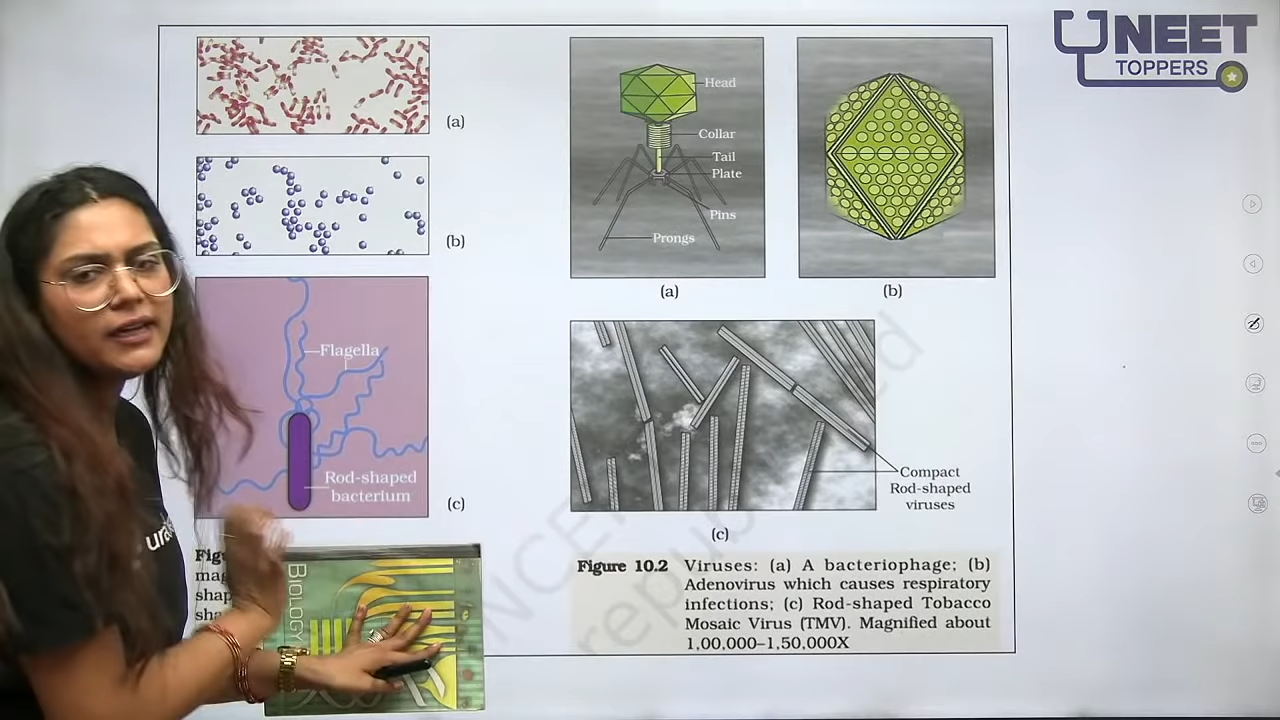 NEET
TOPPERS
(a)
(b)
Flagella
Rod-shaped
bacterium
(c)
Head
Collar
Tail
Plate
Pins
Prongs
(a)
(b)
Compact
Rod-shaped
viruses
(c)
Figure 10.2 Viruses: (a) A bacteriophage; (b)
Adenovirus which causes respiratory
infections; (c) Rod-shaped Tobacco
Mosaic Virus (TMV). Magnified about
1,00,000–1,50,000X
BIOLOGY